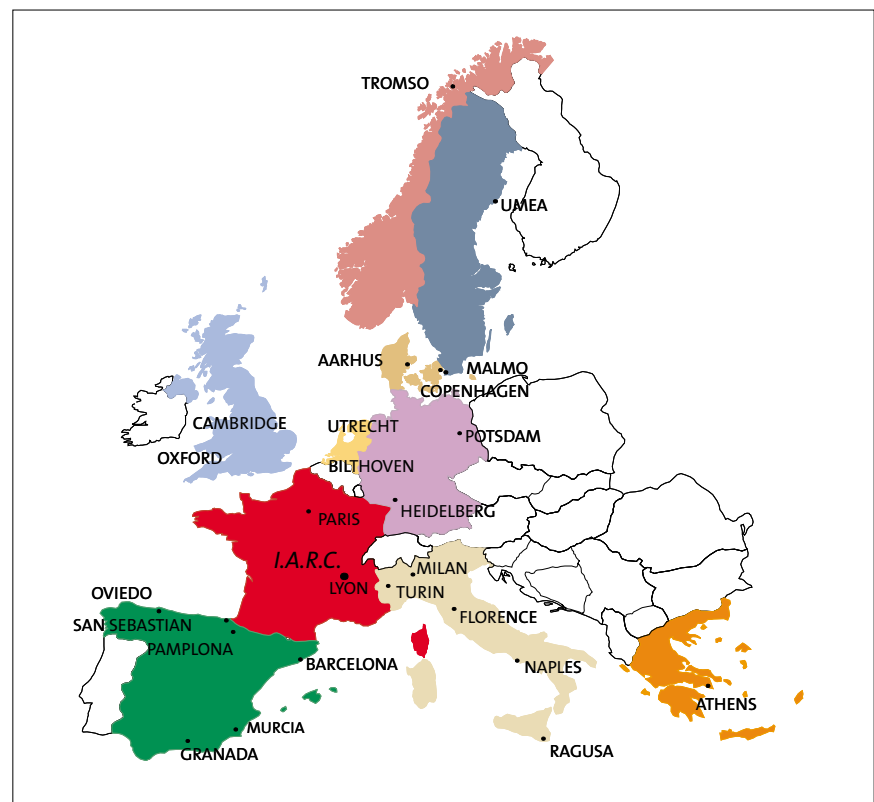 TROMSO
UMEA
AARHUS
MALMO
COPENHAGEN
CAMBRIDGE
UTRECHT
POTSDAM
OXFORD
BILTHOVEN
HEIDELBERG
PARIS
I.A.R.C.
MILAN
LYON
TURIN
OVIEDO
FLORENCE
SAN SEBASTIAN
PAMPLONA
BARCELONA
NAPLES
ATHENS
MURCIA
GRANADA
RAGUSA